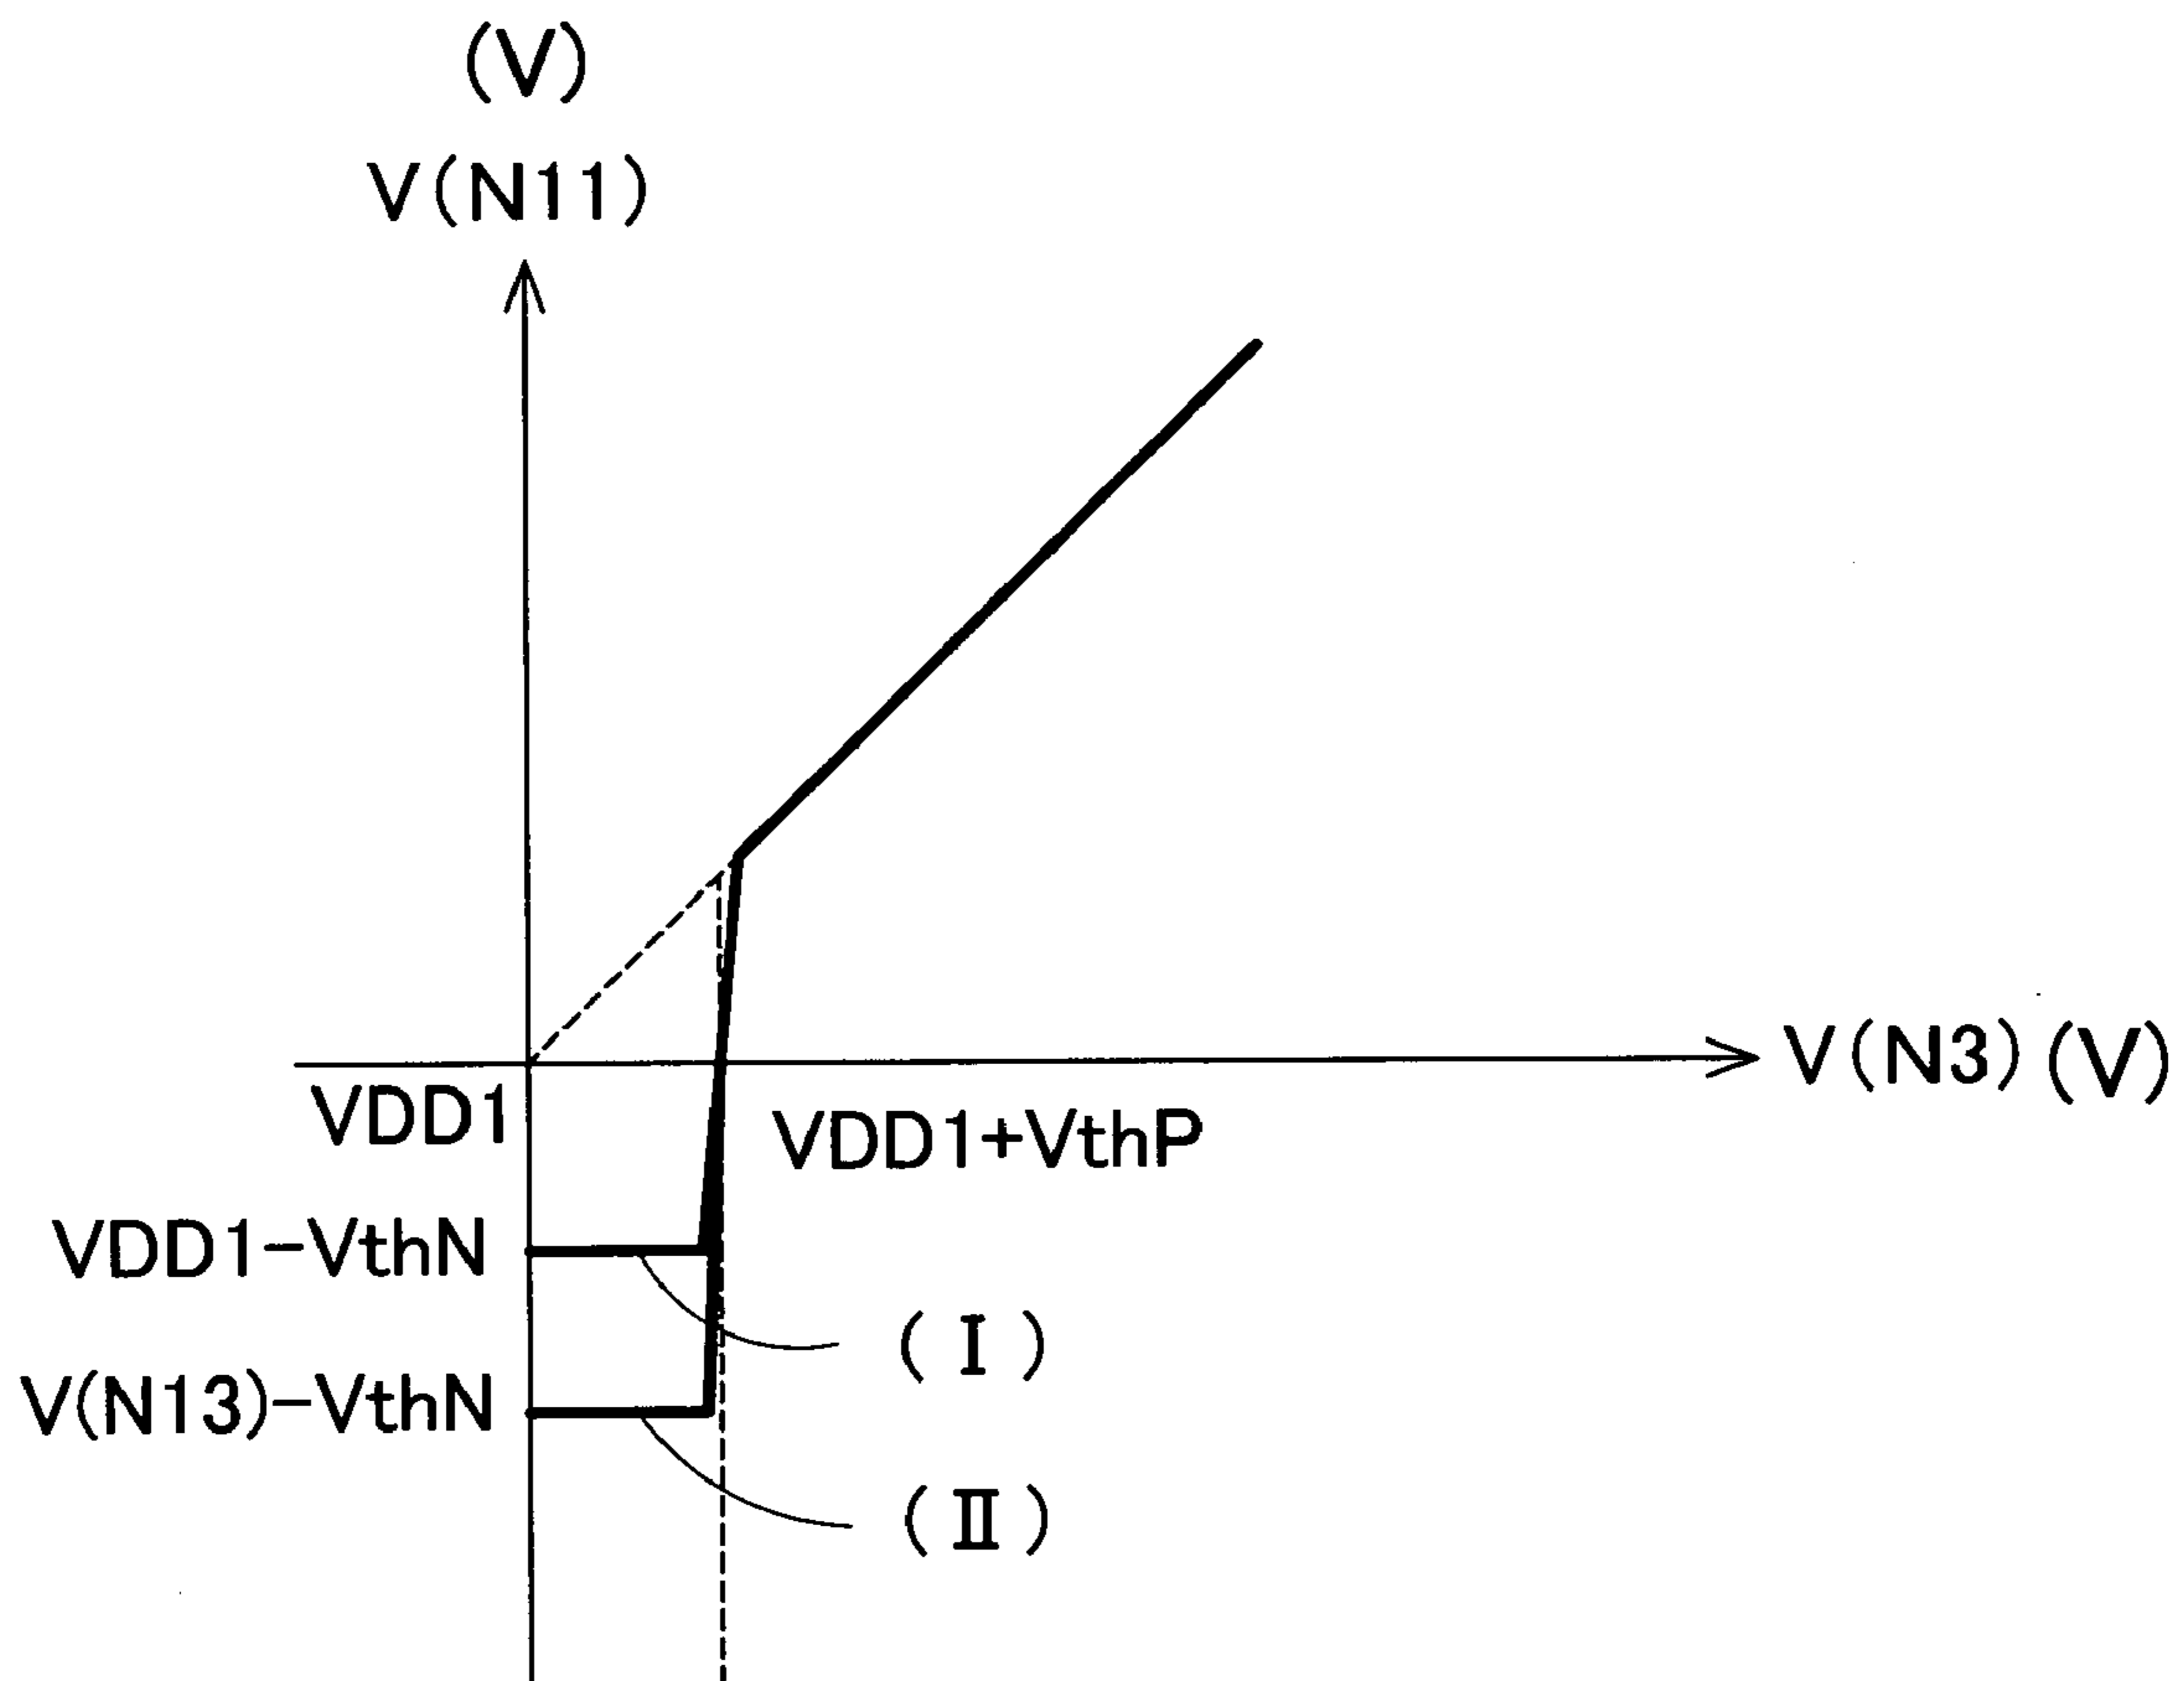 (V)
V(N11)
V(N3)(V)
VDD1
VDD1+VthP
VDD1-VthN
(I)
V(N13)-VthN
(II)